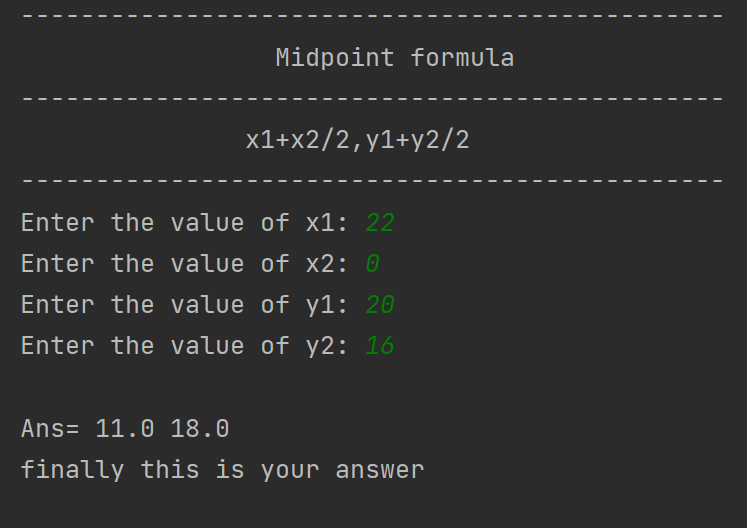 -----------------------------------------------
Midpoint formula
-----------------------------------------------
x1+x2/2,y1+y2/2
-----------------------------------------------
Enter the value of x1: 22
Enter the value of x2: 0
Enter the value of y1: 20
Enter the value of y2: 16
Ans= 11.0 18.0
finally this is your answer